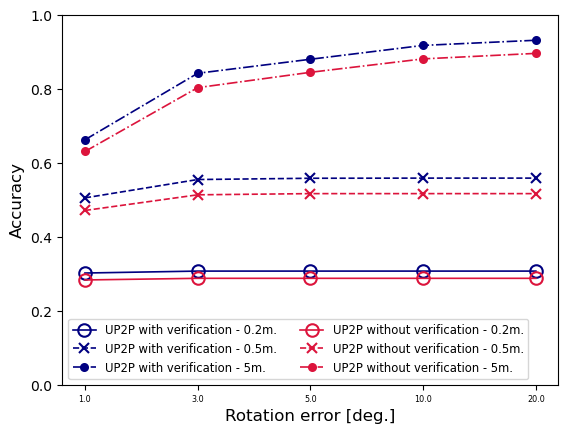 1.0
0.8
0.6
0.4
0.2
0.0
Accuracy
UP2P with verification - 0.2m.
UP2P with verification - 0.5m.
UP2P with verification - 5m.
UP2P without verification - 0.2m.
UP2P without verification - 0.5m.
UP2P without verification - 5m.
1.0 3.0 5.0 10.0 20.0
Rotation error [deg.]